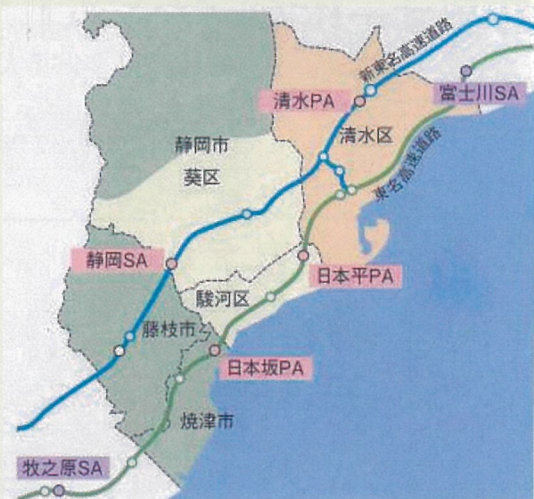 新東名高速道路
清水PA
富士川SA
清水区
静岡市
葵区
東名高速道路
静岡SA
日本平PA
駿河区
藤枝市
日本坂PA
焼津市
牧之原SA